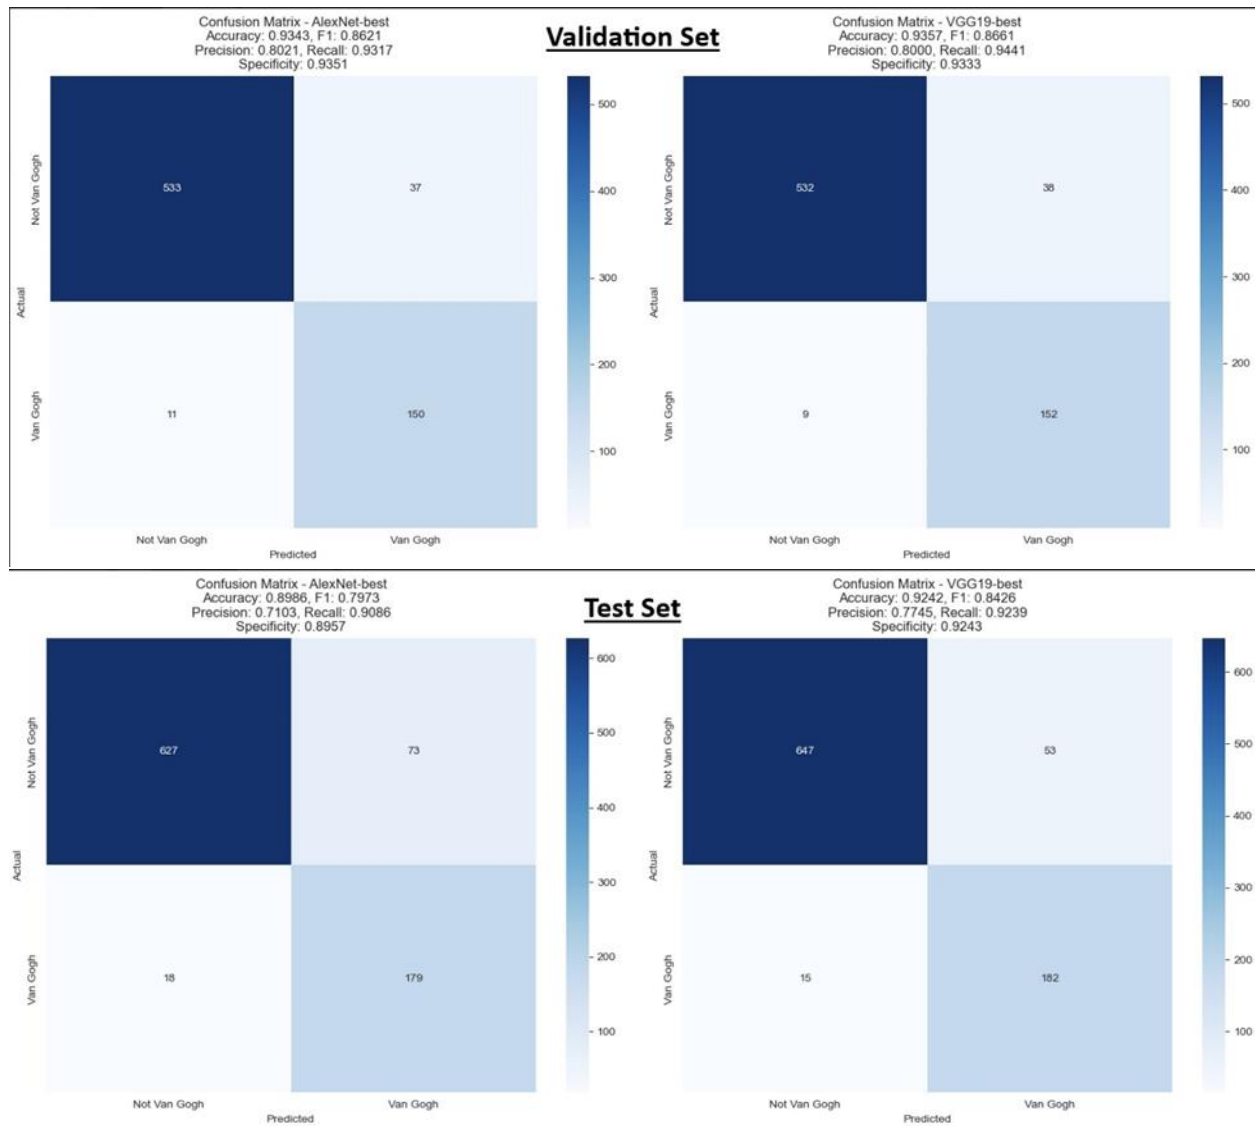 Validation Set
Confusion Matrix - AlexNet-best
Accuracy: 0.9343, F1: 0.8621
Precision: 0.8021, Recall: 0.9317
Specificity: 0.9351
Not Van Gogh
Actual
Van Gogh
533
37
11
150
500
400
300
200
100
Not Van Gogh
Van Gogh
Predicted
Confusion Matrix - VGG19-best
Accuracy: 0.9357, F1: 0.8661
Precision: 0.8000, Recall: 0.9441
Specificity: 0.9333
Not Van Gogh
Actual
Van Gogh
532
38
9
152
500
400
300
200
100
Not Van Gogh
Van Gogh
Predicted
Test Set
Confusion Matrix - AlexNet-best
Accuracy: 0.8986, F1: 0.7973
Precision: 0.7103, Recall: 0.9086
Specificity: 0.8957
Not Van Gogh
Actual
Van Gogh
627
73
18
179
600
500
400
300
200
100
Not Van Gogh
Van Gogh
Predicted
Confusion Matrix - VGG19-best
Accuracy: 0.9242, F1: 0.8426
Precision: 0.7745, Recall: 0.9239
Specificity: 0.9243
Not Van Gogh
Actual
Van Gogh
647
53
15
182
600
500
400
300
200
100
Not Van Gogh
Van Gogh
Predicted